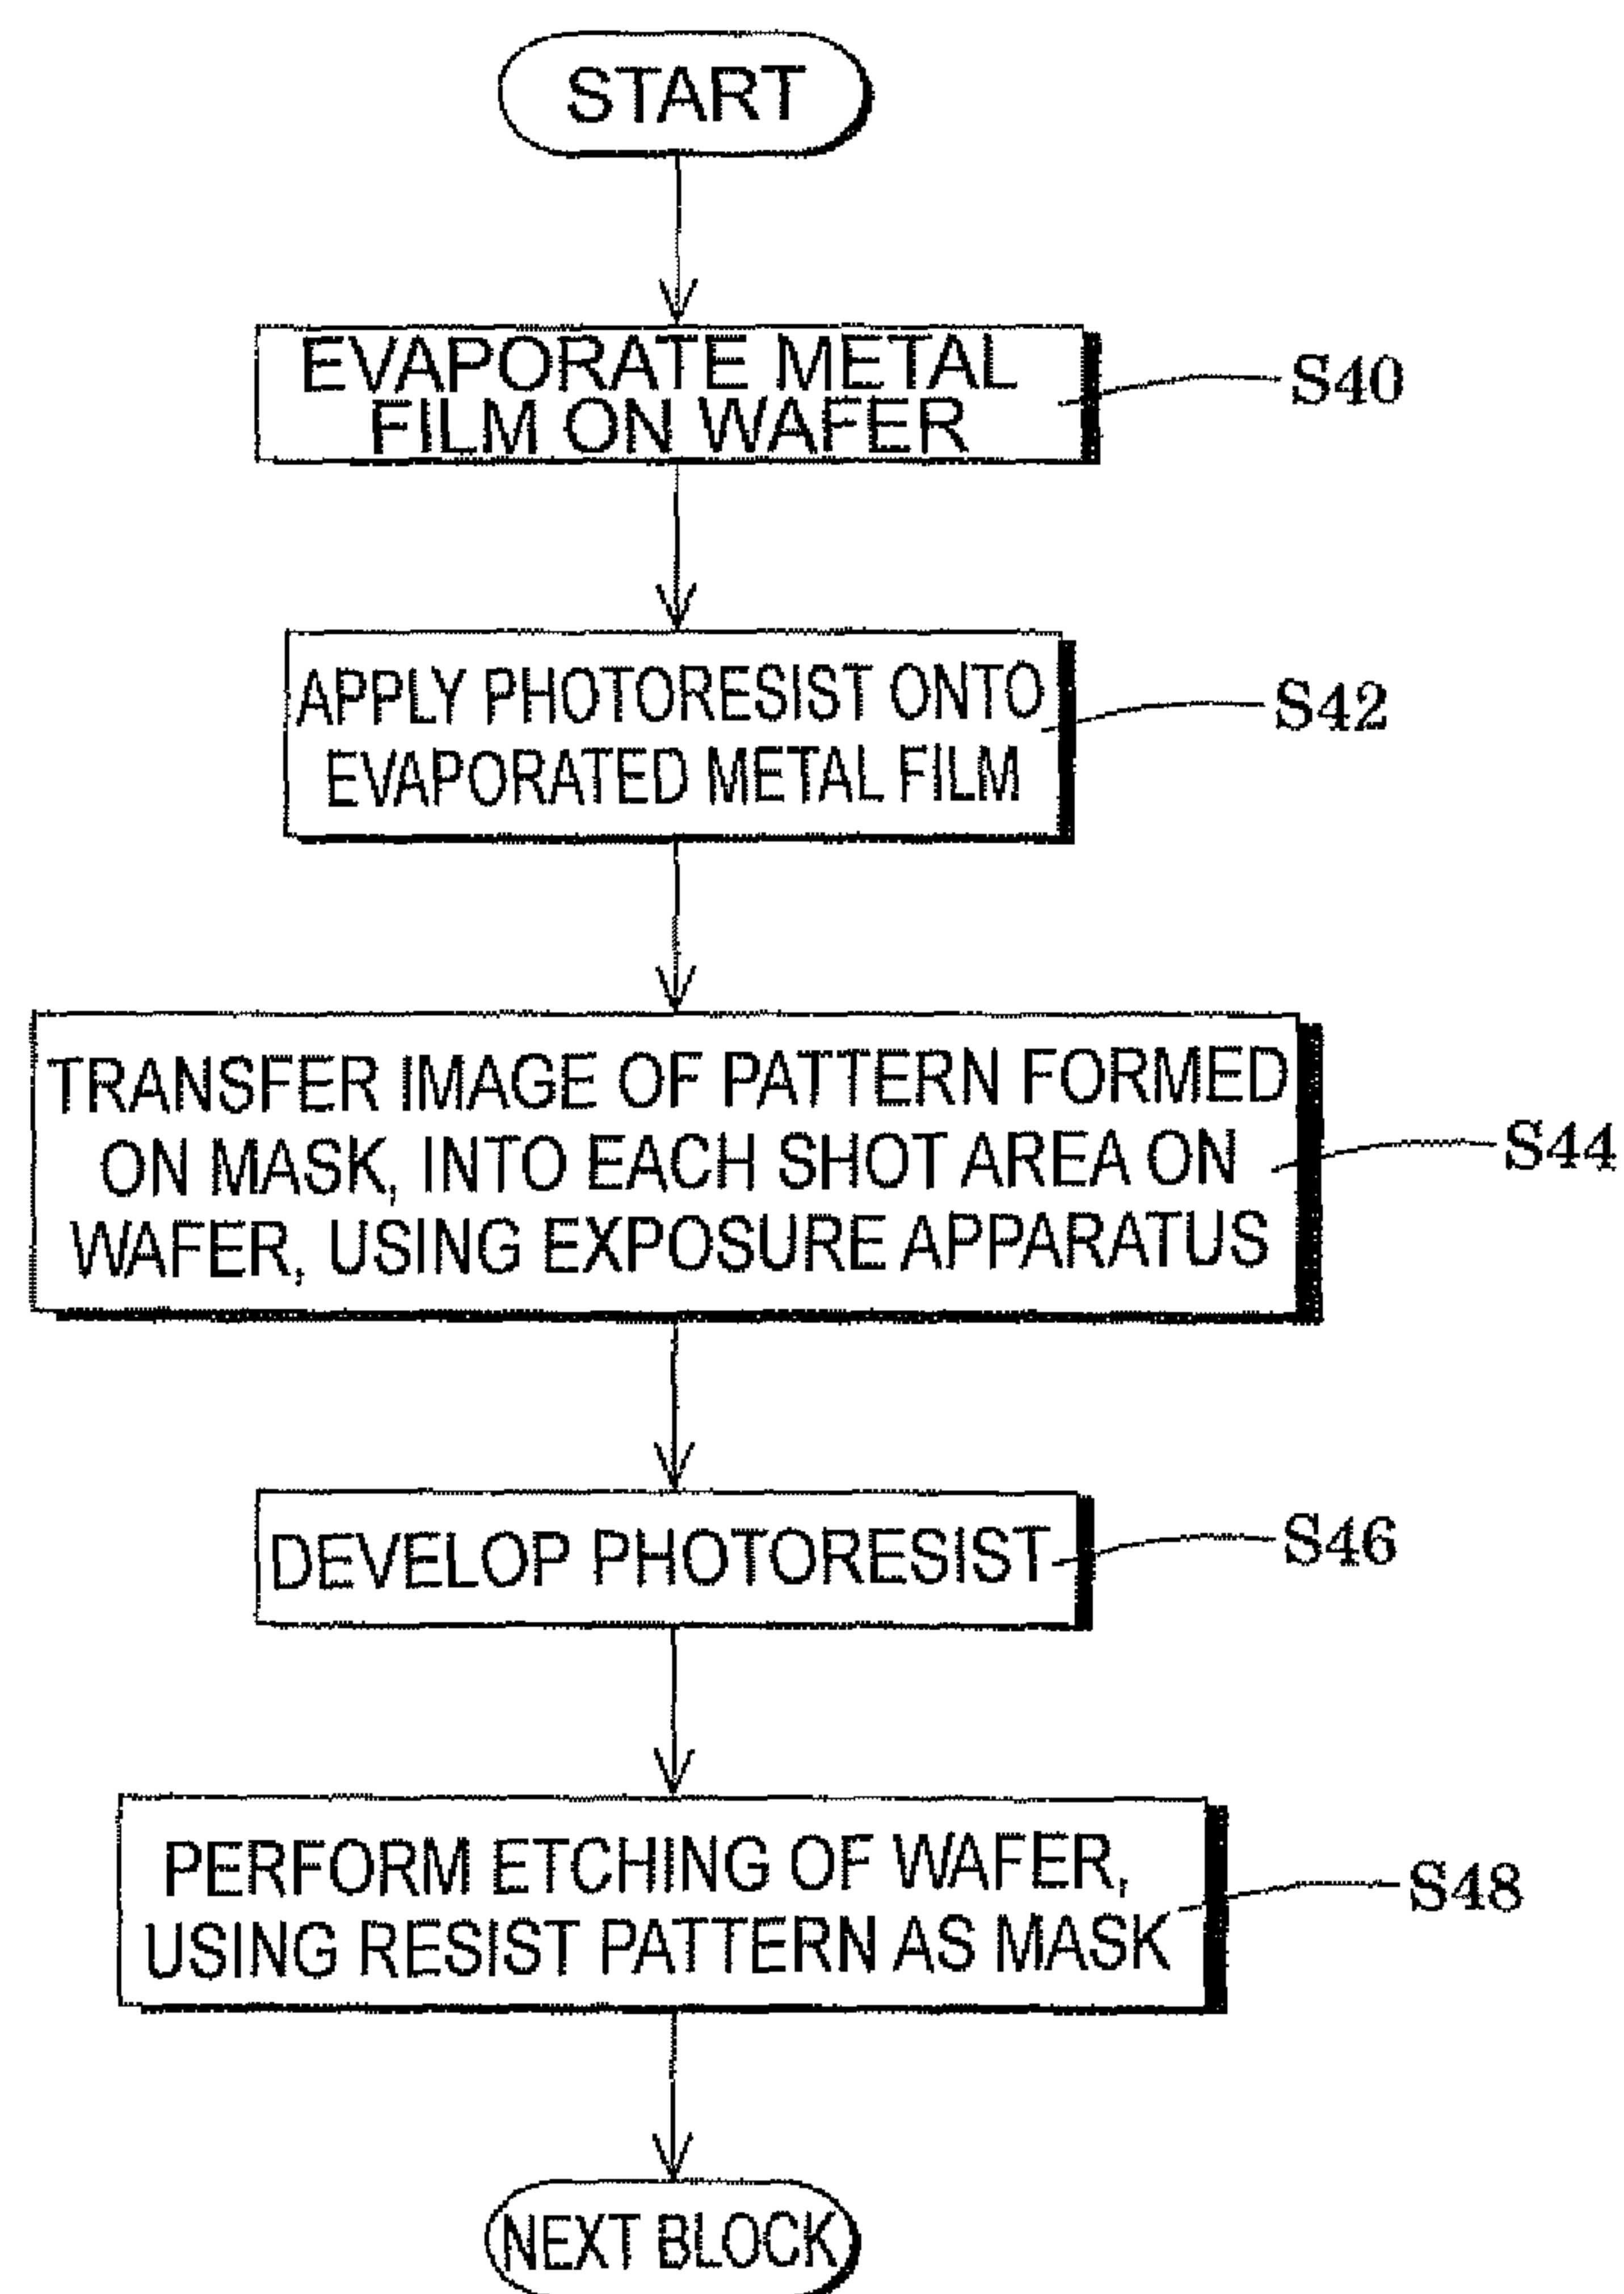 START
EVAPORATE METAL
FILM ON WAFER
S40
APPLY PHOTORESIST ONTO
EVAPORATED METAL FILM
S42
TRANSFER IMAGE OF PATTERN FORMED
ON MASK, INTO EACH SHOT AREA ON
WAFER, USING EXPOSURE APPARATUS
S44
DEVELOP PHOTORESIST
S46
PERFORM ETCHING OF WAFER,
USING RESIST PATTERN AS MASK
S48
NEXT BLOCK